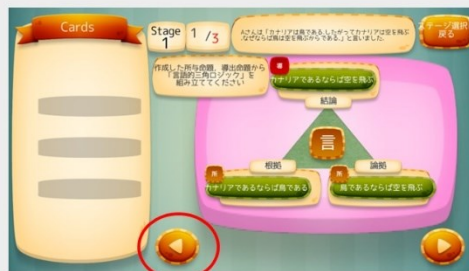 Cards
Stage
1
1/3
Aさんは「カナリアは鳥である.したがってカナリアは空を飛ぶ
.なぜならば鳥は空を飛ぶからである.」と言いました.
ステージ選択
戻る
作成した所与命題，導出命題から
「言語的三角ロジック」を
組み立ててください
導
カナリアであるならば空を飛ぶ
結論
言
根拠
論拠
所
カナリアであるならば鳥である
所
鳥であるならば空を飛ぶ